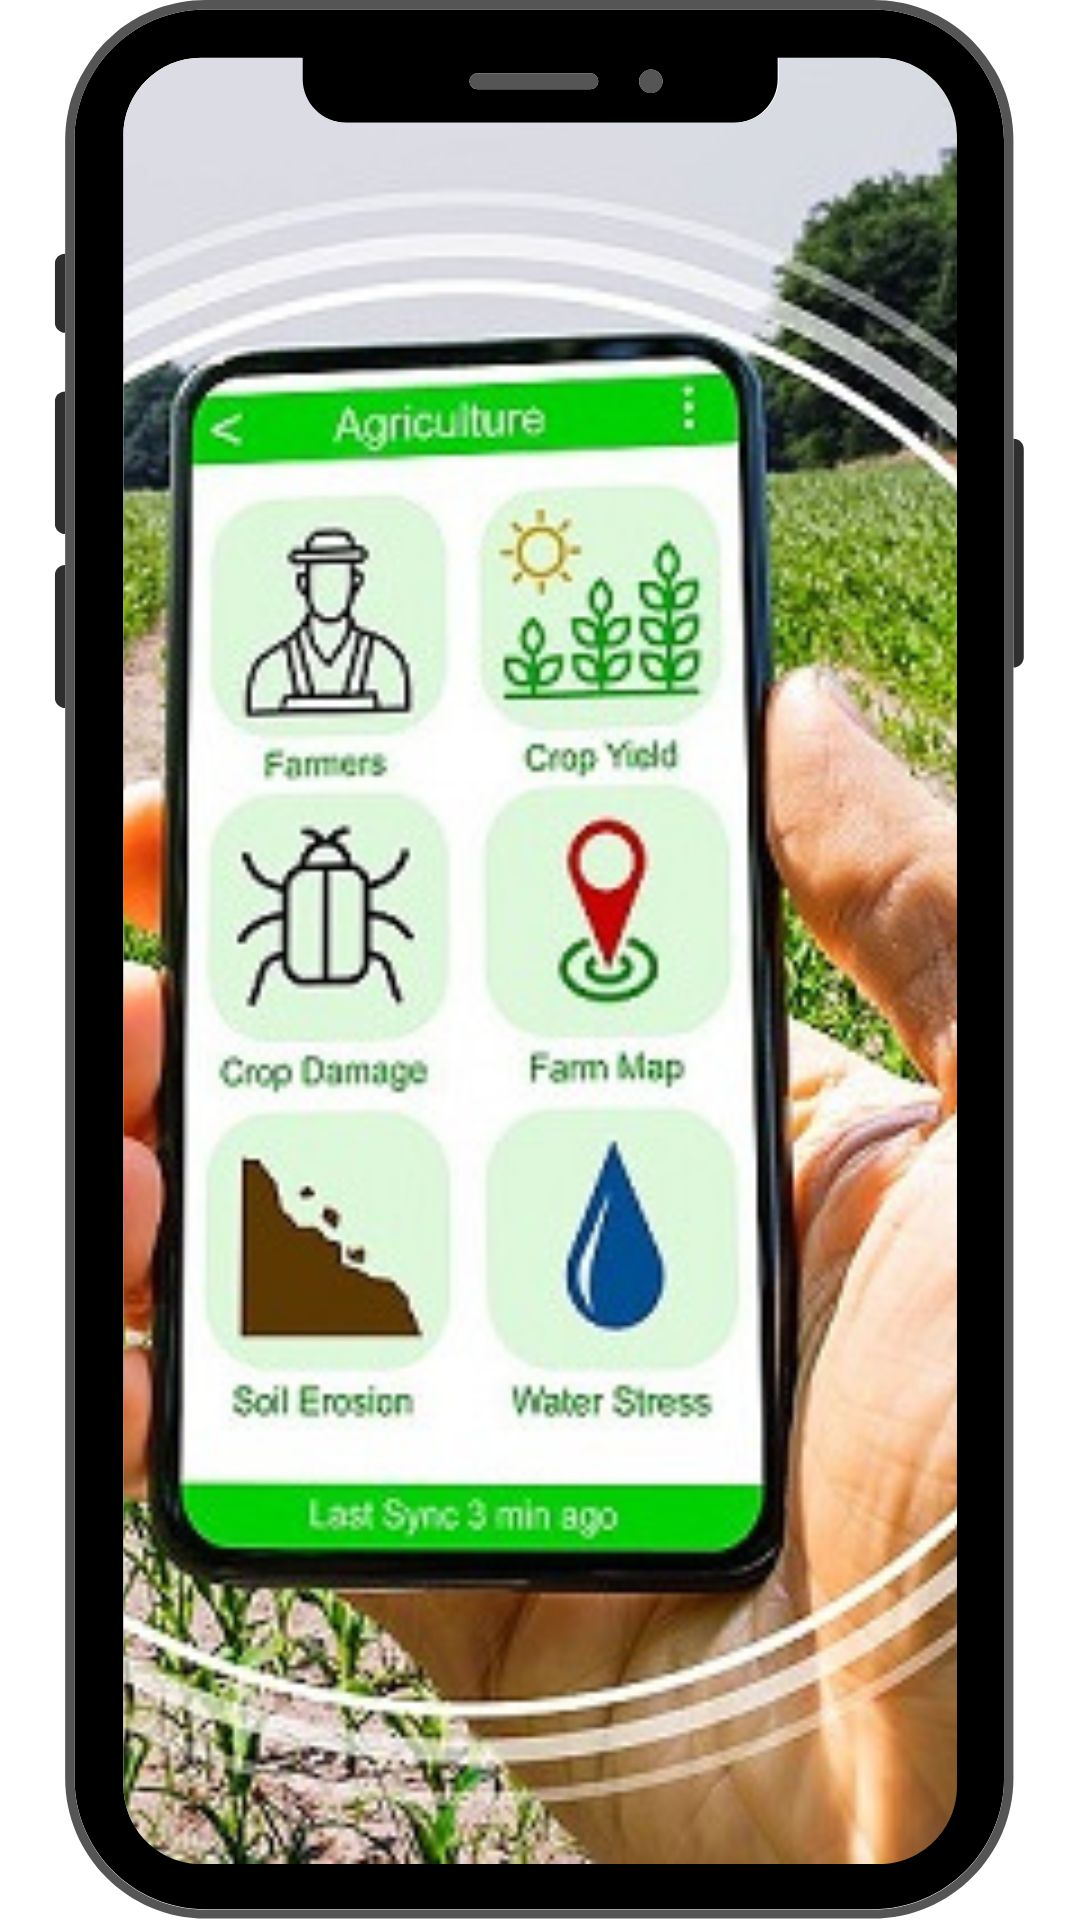 < Agriculture
Farmers
Crop Yield
Crop Damage
Farm Map
Soil Erosion
Water Stress
Last Sync 3 min ago